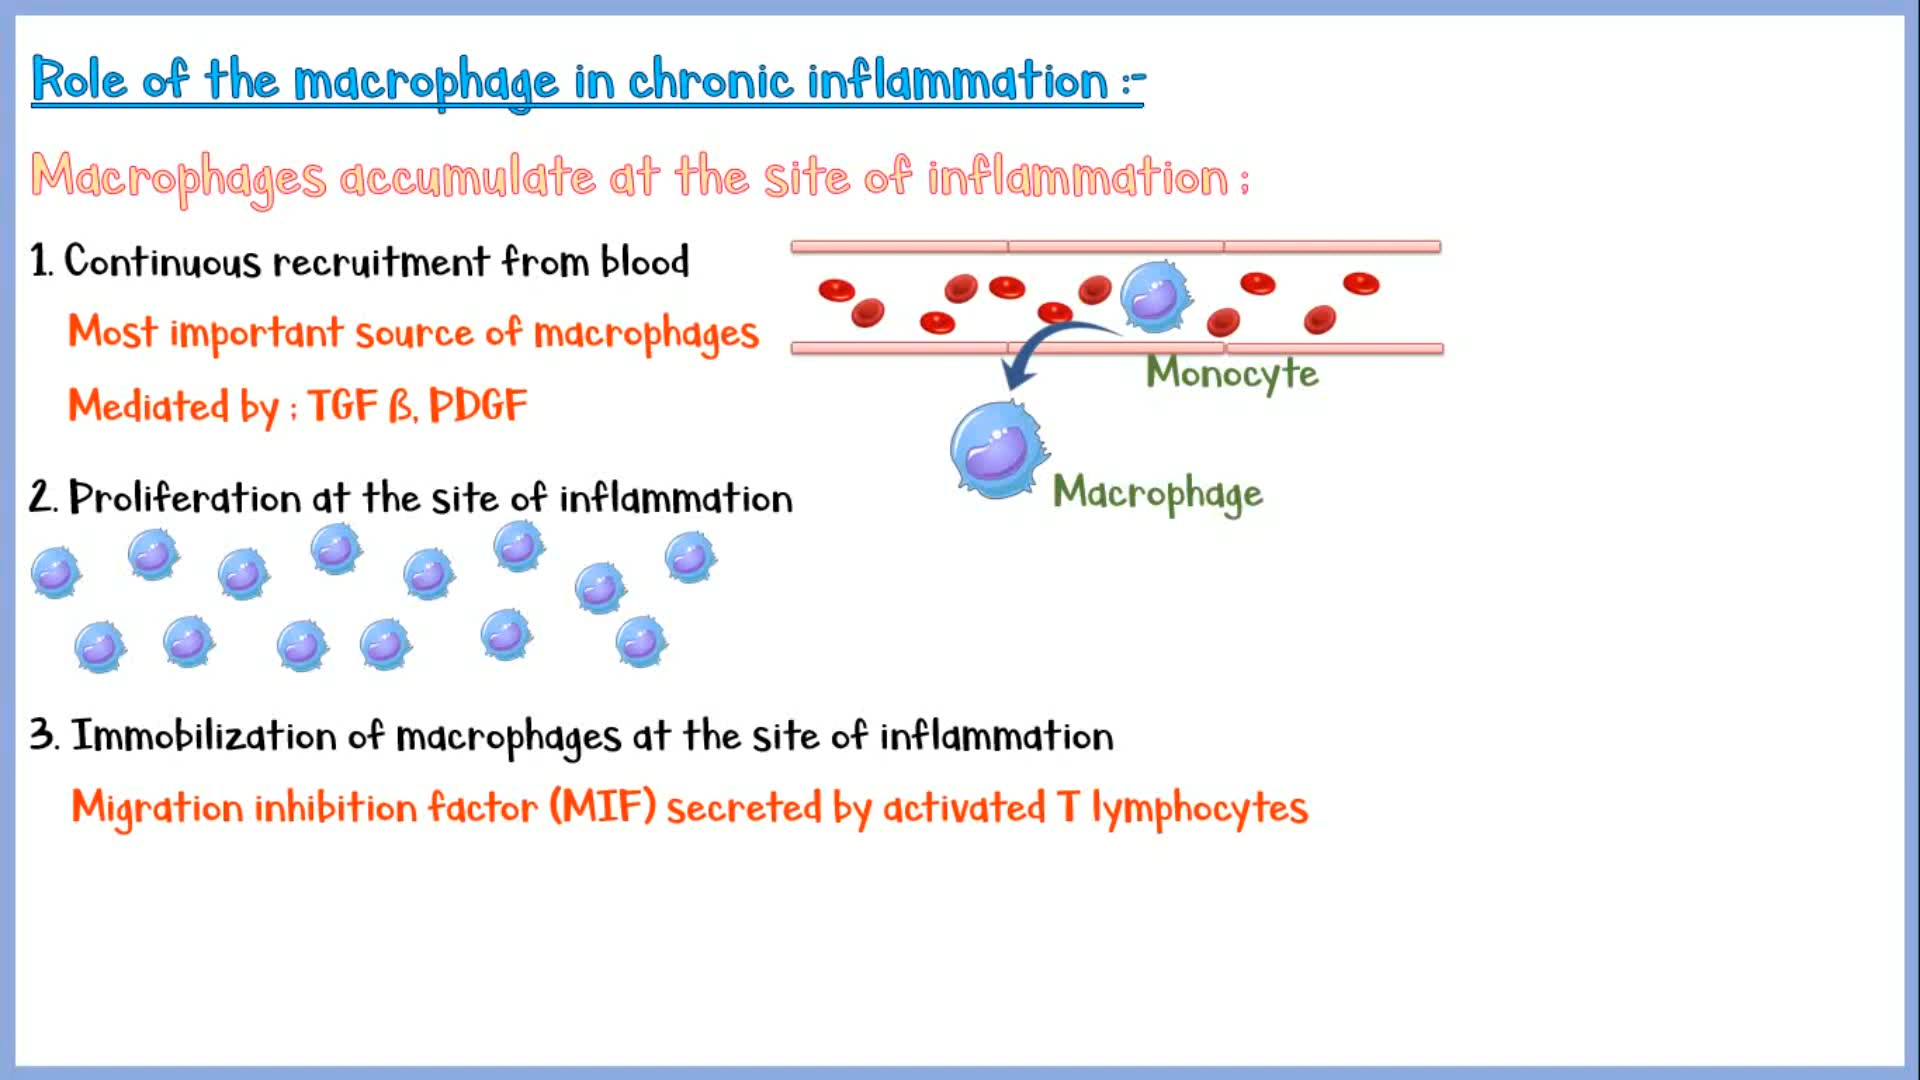 Role of the macrophage in chronic inflammation :-
Macrophages accumulate at the site of inflammation ;
1. Continuous recruitment from blood
Most important source of macrophages
Mediated by ; TGF ß, PDGF
Monocyte
Macrophage
2. Proliferation at the site of inflammation
3. Immobilization of macrophages at the site of inflammation
Migration inhibition factor (MIF) secreted by activated T lymphocytes